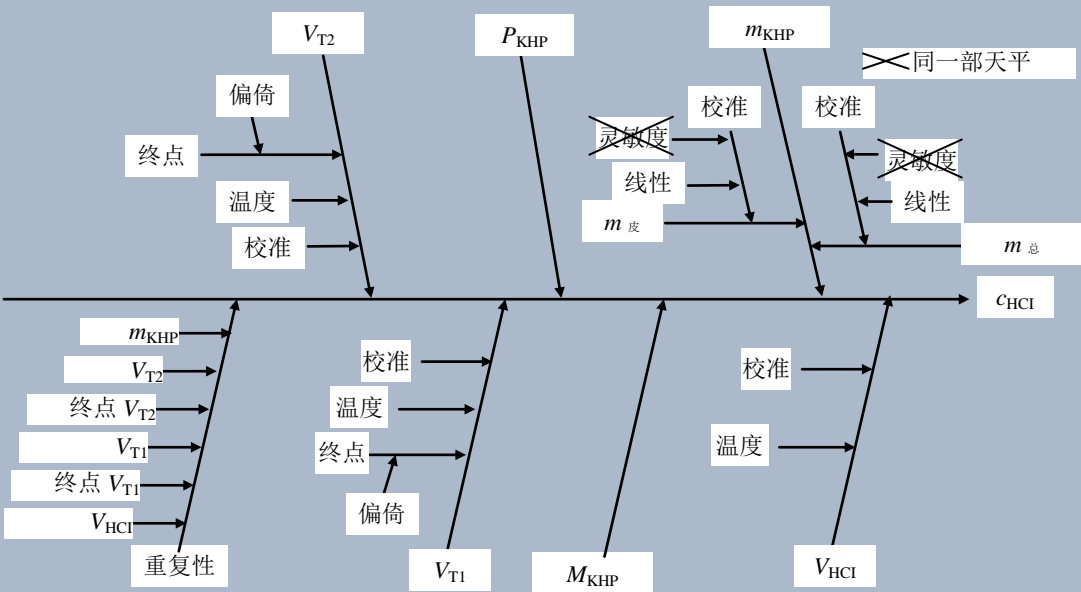 V_T2
P_KHP
m_KHP
同一部天平
偏倚
终点
温度
校准
校准
灵敏度
线性
m 皮
校准
灵敏度
线性
m 总
c_HCl
m_KHP
V_T2
终点 V_T2
V_T1
终点 V_T1
V_HCl
重复性
校准
温度
终点
偏倚
V_T1
M_KHP
校准
温度
V_HCl